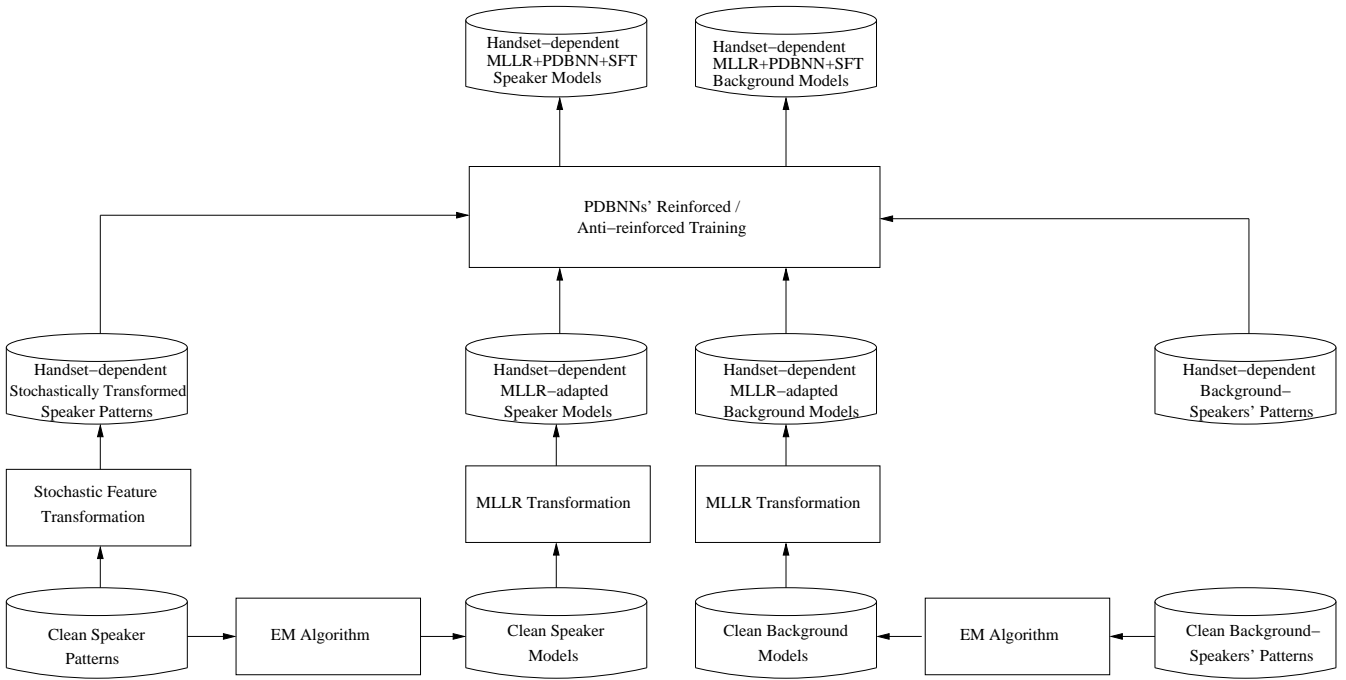 Handset−dependent
MLLR+PDBNN+SFT
Speaker Models
Handset−dependent
MLLR+PDBNN+SFT
Background Models
PDBNNs' Reinforced /
Anti−reinforced Training
Handset−dependent
Stochastically Transformed
Speaker Patterns
Handset−dependent
MLLR−adapted
Speaker Models
Handset−dependent
MLLR−adapted
Background Models
Handset−dependent
Background−
Speakers' Patterns
Stochastic Feature
Transformation
MLLR Transformation
MLLR Transformation
Clean Speaker
Patterns
EM Algorithm
Clean Speaker
Models
Clean Background
Models
EM Algorithm
Clean Background−
Speakers' Patterns